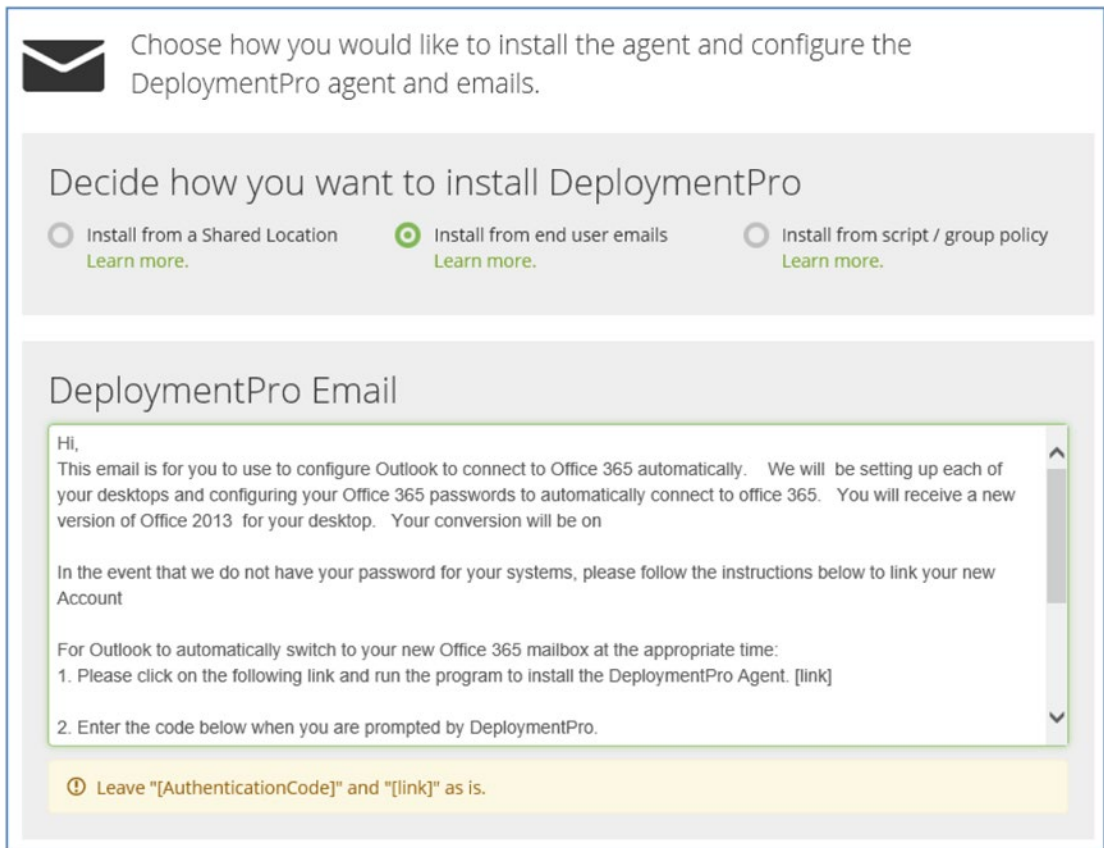 Choose how you would like to install the agent and configure the
DeploymentPro agent and emails.
Decide how you want to install DeploymentPro
Install from a Shared Location
Learn more.
Install from end user emails
Learn more.
Install from script / group policy
Learn more.
DeploymentPro Email
Hi,
This email is for you to use to configure Outlook to connect to Office 365 automatically. We will be setting up each of
your desktops and configuring your Office 365 passwords to automatically connect to office 365. You will receive a new
version of Office 2013 for your desktop. Your conversion will be on
In the event that we do not have your password for your systems, please follow the instructions below to link your new
Account
For Outlook to automatically switch to your new Office 365 mailbox at the appropriate time:
1. Please click on the following link and run the program to install the DeploymentPro Agent. [link]
2. Enter the code below when you are prompted by DeploymentPro.
Leave "[AuthenticationCode]" and "[link]" as is.